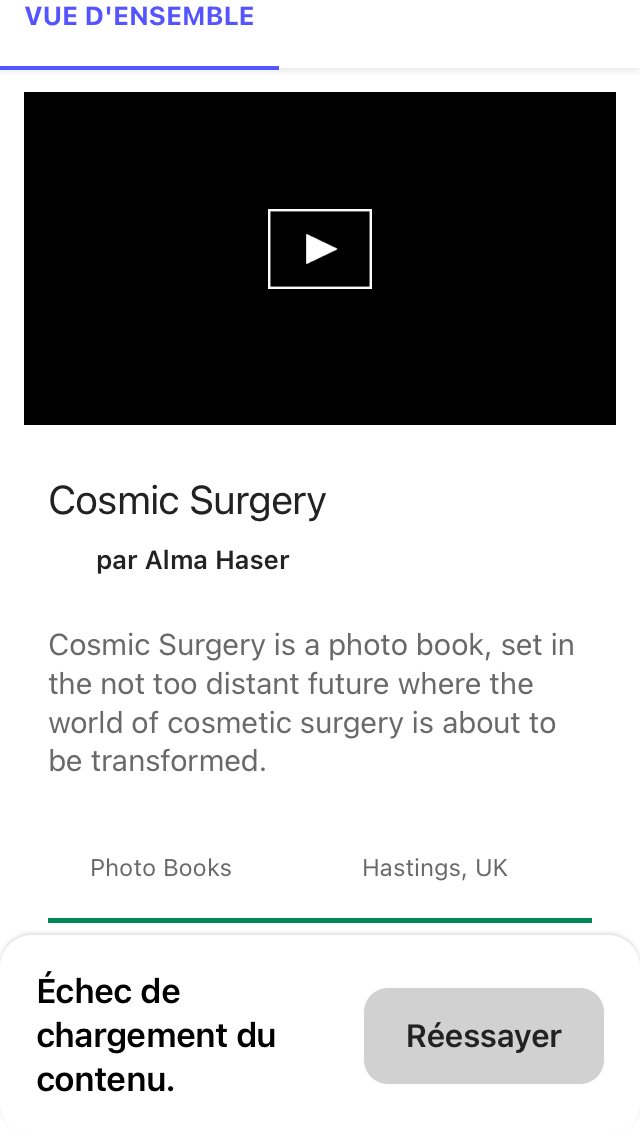 VUE D'ENSEMBLE
Cosmic Surgery
par Alma Haser
Cosmic Surgery is a photo book, set in
the not too distant future where the
world of cosmetic surgery is about to
be transformed.
Photo Books
Hastings, UK
Échec de
chargement du
contenu.
Réessayer